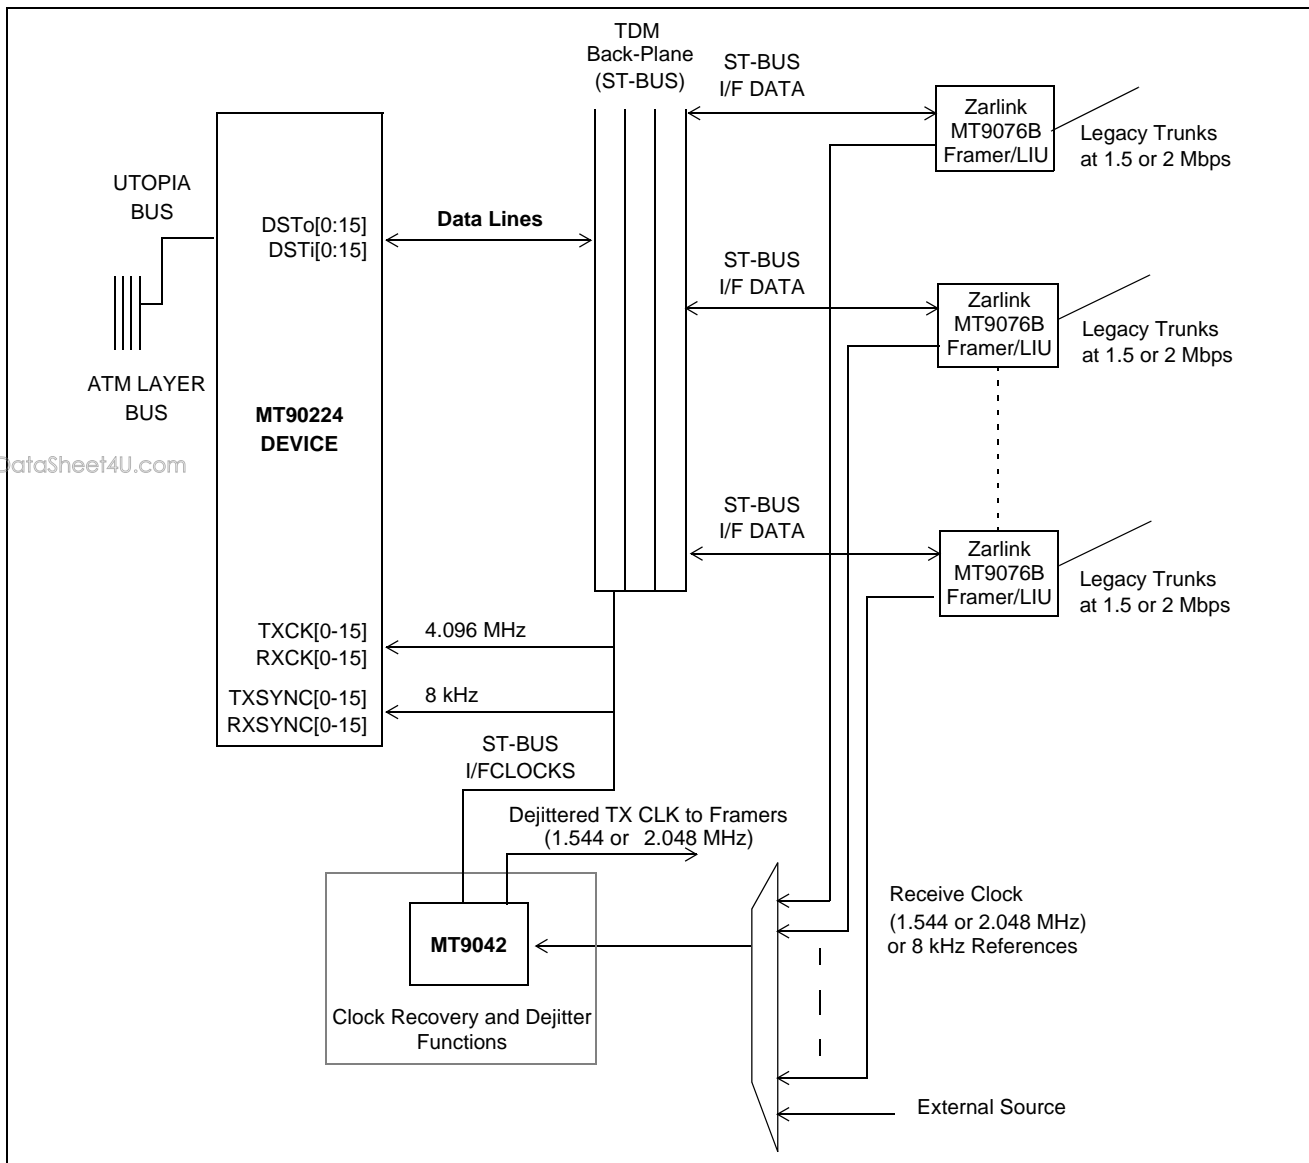 TDM
Back-Plane
(ST-BUS)
ST-BUS
I/F DATA
Zarlink
MT9076B
Framer/LIU
Legacy Trunks
at 1.5 or 2 Mbps
UTOPIA
BUS
DSTo[0:15]
DSTi[0:15]
Data Lines
ST-BUS
I/F DATA
Zarlink
MT9076B
Framer/LIU
Legacy Trunks
at 1.5 or 2 Mbps
ATM LAYER
BUS
MT90224
DEVICE
DataSheet4U.com
ST-BUS
I/F DATA
Zarlink
MT9076B
Framer/LIU
Legacy Trunks
at 1.5 or 2 Mbps
TXCK[0-15]
RXCK[0-15]
4.096 MHz
TXSYNC[0-15]
RXSYNC[0-15]
8 kHz
ST-BUS
I/FCLOCKS
Dejittered TX CLK to Framers
(1.544 or 2.048 MHz)
MT9042
Clock Recovery and Dejitter
Functions
Receive Clock
(1.544 or 2.048 MHz)
or 8 kHz References
External Source